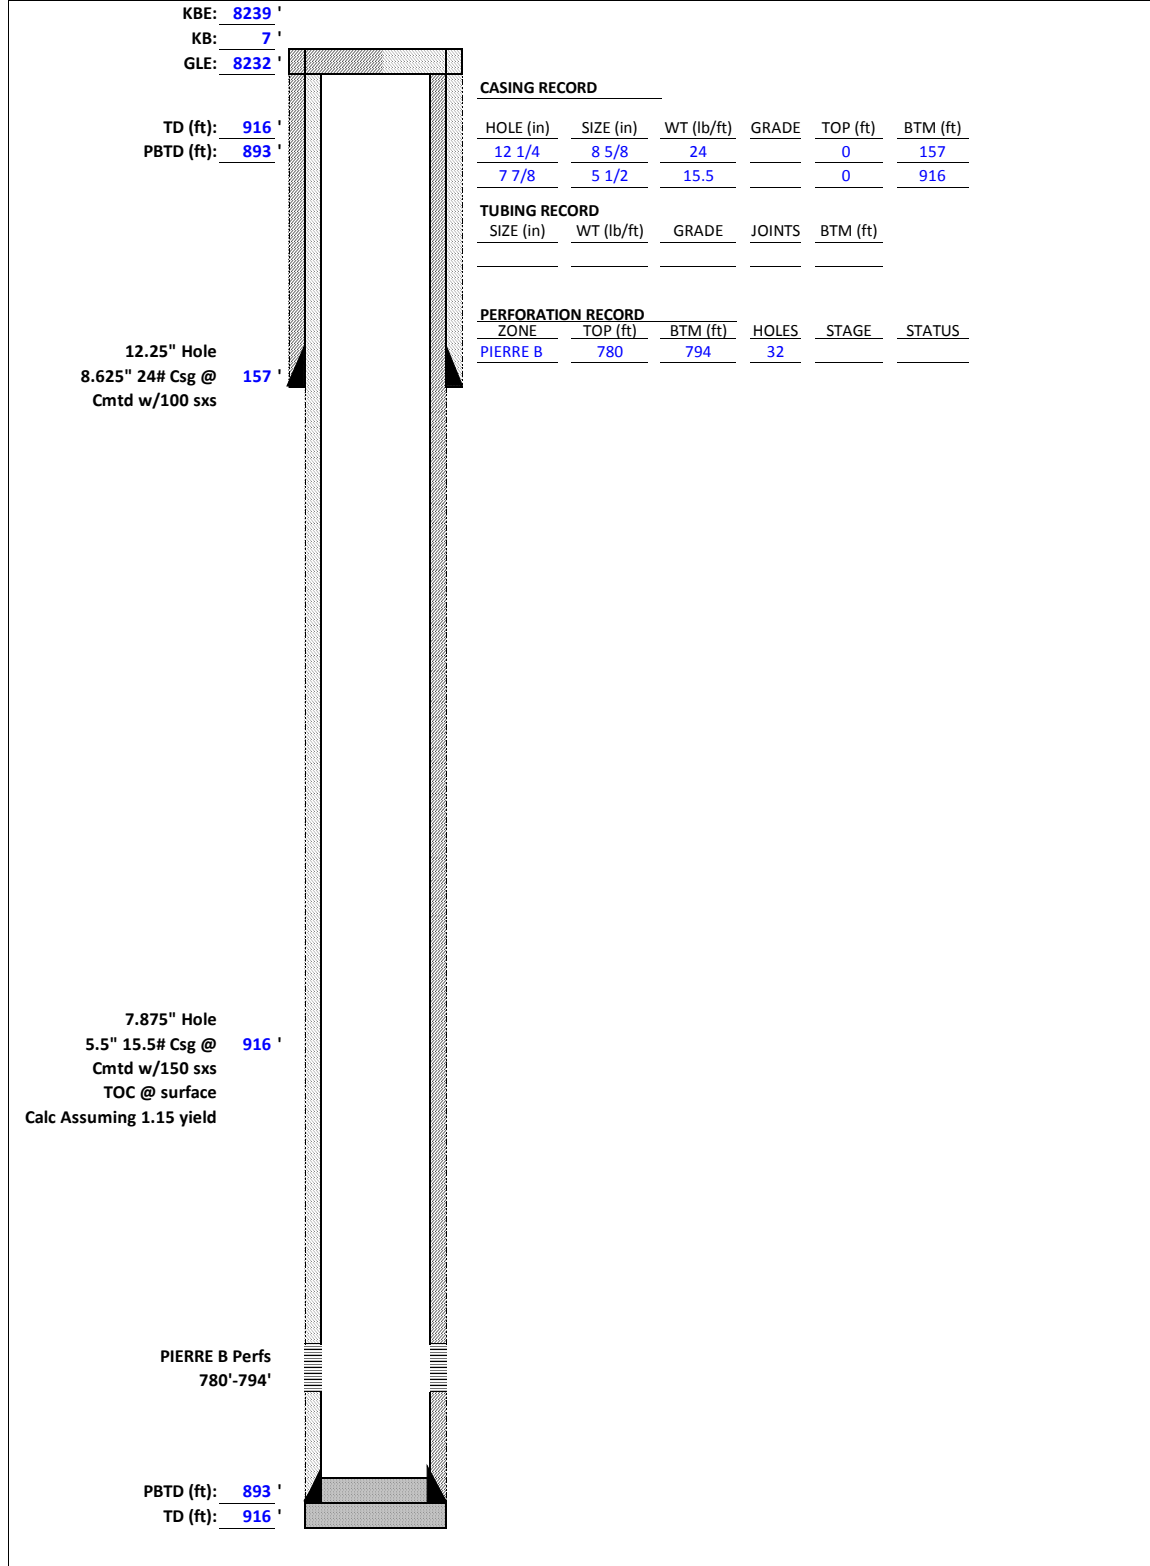 KBE: 8239 '
KB: 7 '
GLE: 8232 '
CASING RECORD
TD (ft): 916 '
HOLE (in) SIZE (in) WT (lb/ft) GRADE TOP (ft) BTM (ft)
PBTD (ft): 893 '
12 1/4 8 5/8 24 0 157
7 7/8 5 1/2 15.5 0 916
TUBING RECORD
SIZE (in) WT (lb/ft) GRADE JOINTS BTM (ft)
PERFORATION RECORD
ZONE TOP (ft) BTM (ft) HOLES STAGE STATUS
PIERRE B 780 794 32
12.25" Hole
8.625" 24# Csg @ 157 '
Cmtd w/100 sxs
7.875" Hole
5.5" 15.5# Csg @ 916 '
Cmtd w/150 sxs
TOC @ surface
Calc Assuming 1.15 yield
PIERRE B Perfs
780'-794'
PBTD (ft): 893 '
TD (ft): 916 '